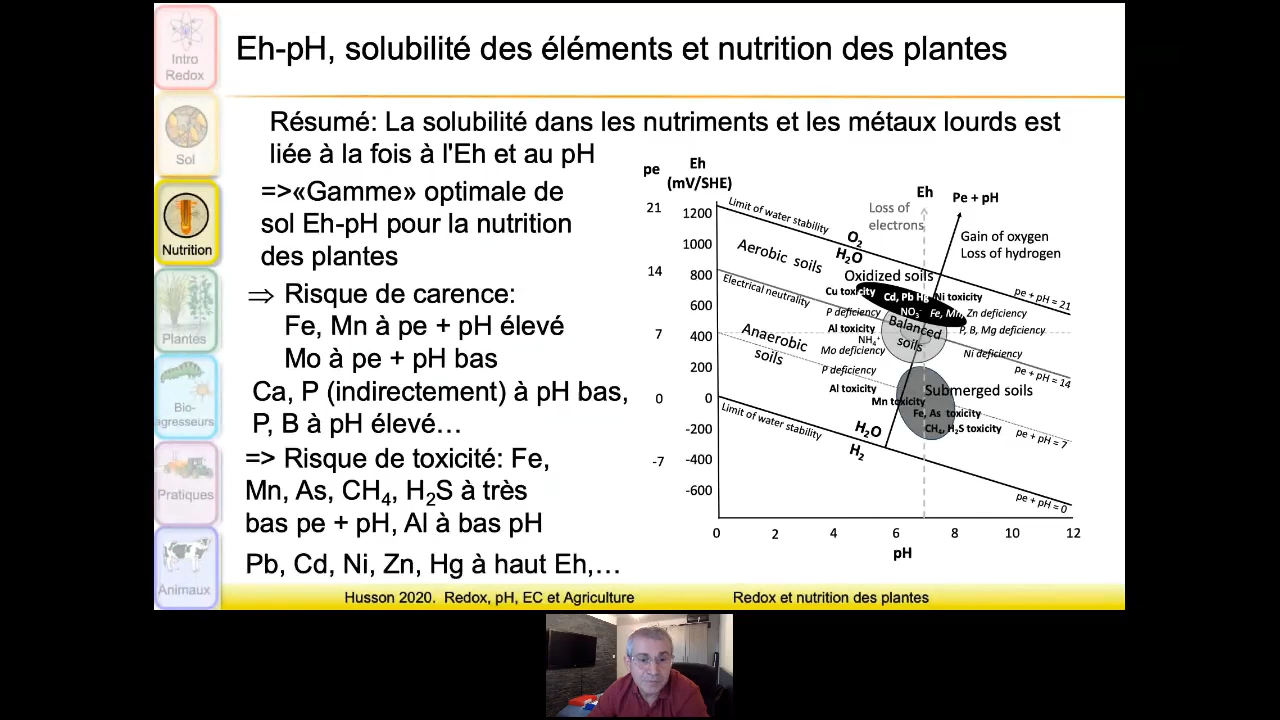 Eh-pH, solubilité des éléments et nutrition des plantes
Intro
Redox
Sol
Nutrition
Plantes
Bio-
agresseurs
Pratiques
Animaux
Résumé: La solubilité dans les nutriments et les métaux lourds est
liée à la fois à l'Eh et au pH
=>«Gamme» optimale de
sol Eh-pH pour la nutrition
des plantes
⇒ Risque de carence:
Fe, Mn à pe + pH élevé
Mo à pe + pH bas
Ca, P (indirectement) à pH bas,
P, B à pH élevé…
=> Risque de toxicité: Fe,
Mn, As, CH₄, H₂S à très
bas pe + pH, Al à bas pH
Pb, Cd, Ni, Zn, Hg à haut Eh,…
pe
Eh
(mV/SHE)
21
14
7
0
-7
1200
1000
800
600
400
200
0
-200
-400
-600
Limit of water stability
O₂
H₂O
Eh
Pe + pH
Loss of
electrons
Gain of oxygen
Loss of hydrogen
Aerobic soils
Oxidized soils
Electrical neutrality
Cu toxicity
Cd, Pb Hg
Ni toxicity
pe + pH = 21
P deficiency
NO₃⁻
Fe, Mn, Zn deficiency
Al toxicity
Balanced
soils
P, B, Mg deficiency
NH₄⁺
Anaerobic
soils
Mo deficiency
Ni deficiency
P deficiency
pe + pH = 14
Al toxicity
Submerged soils
Mn toxicity
Fe, As toxicity
CH₄, H₂S toxicity
pe + pH = 7
Limit of water stability
H₂O
H₂
pe + pH = 0
0
2
4
6
8
10
12
pH
Husson 2020. Redox, pH, EC et Agriculture
Redox et nutrition des plantes